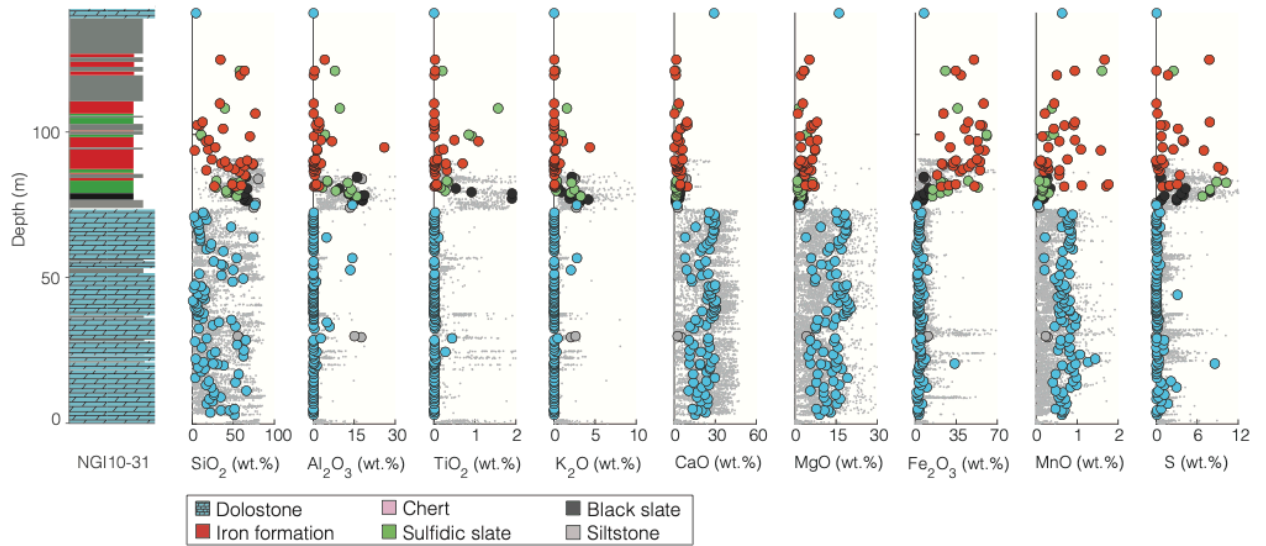 Depth (m)
100
50
0
NGI10-31
0 50 100
SiO2 (wt.%)
0 15 30
Al2O3 (wt.%)
0 1 2
TiO2 (wt.%)
0 5 10
K2O (wt.%)
0 30 60
CaO (wt.%)
0 15 30
MgO (wt.%)
0 35 70
Fe2O3 (wt.%)
0 1 2
MnO (wt.%)
0 6 12
S (wt.%)
Dolostone
Chert
Black slate
Iron formation
Sulfidic slate
Siltstone